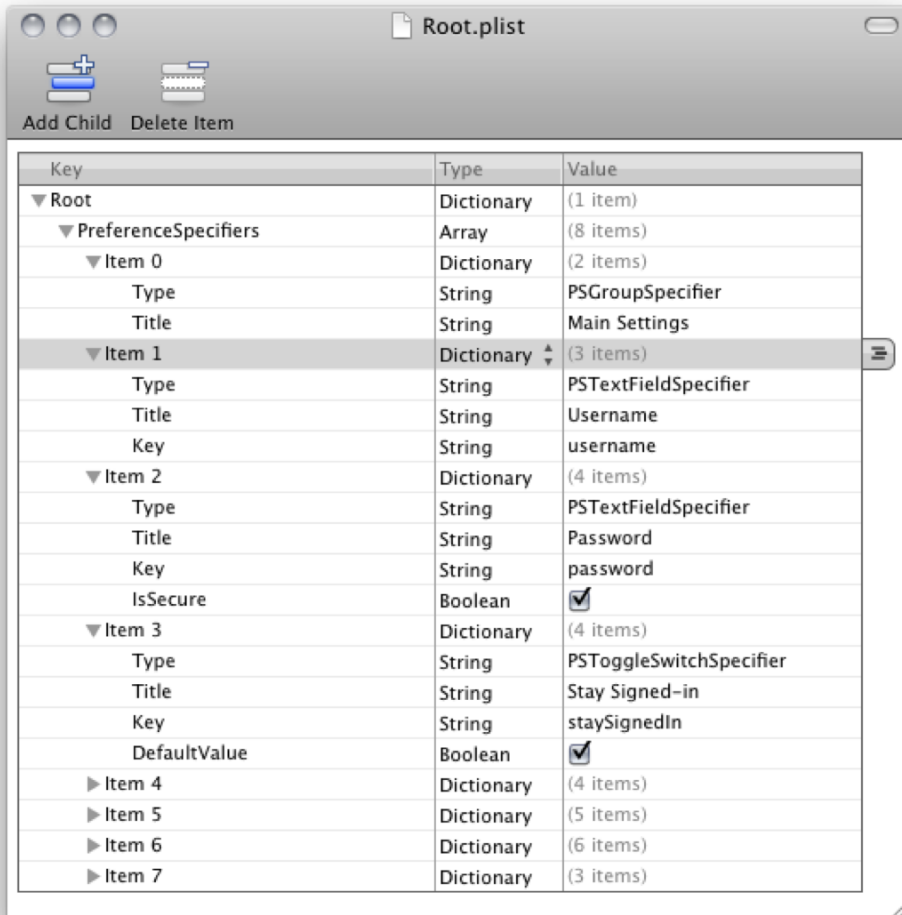 Root.plist
Add Child Delete Item
Key Type Value
Root Dictionary (1 item)
PreferenceSpecifiers Array (8 items)
Item 0 Dictionary (2 items)
Type String PSGroupSpecifier
Title String Main Settings
Item 1 Dictionary (3 items)
Type String PSTextFieldSpecifier
Title String Username
Key String username
Item 2 Dictionary (4 items)
Type String PSTextFieldSpecifier
Title String Password
Key String password
IsSecure Boolean
Item 3 Dictionary (4 items)
Type String PSToggleSwitchSpecifier
Title String Stay Signed-in
Key String staySignedIn
DefaultValue Boolean
Item 4 Dictionary (4 items)
Item 5 Dictionary (5 items)
Item 6 Dictionary (6 items)
Item 7 Dictionary (3 items)